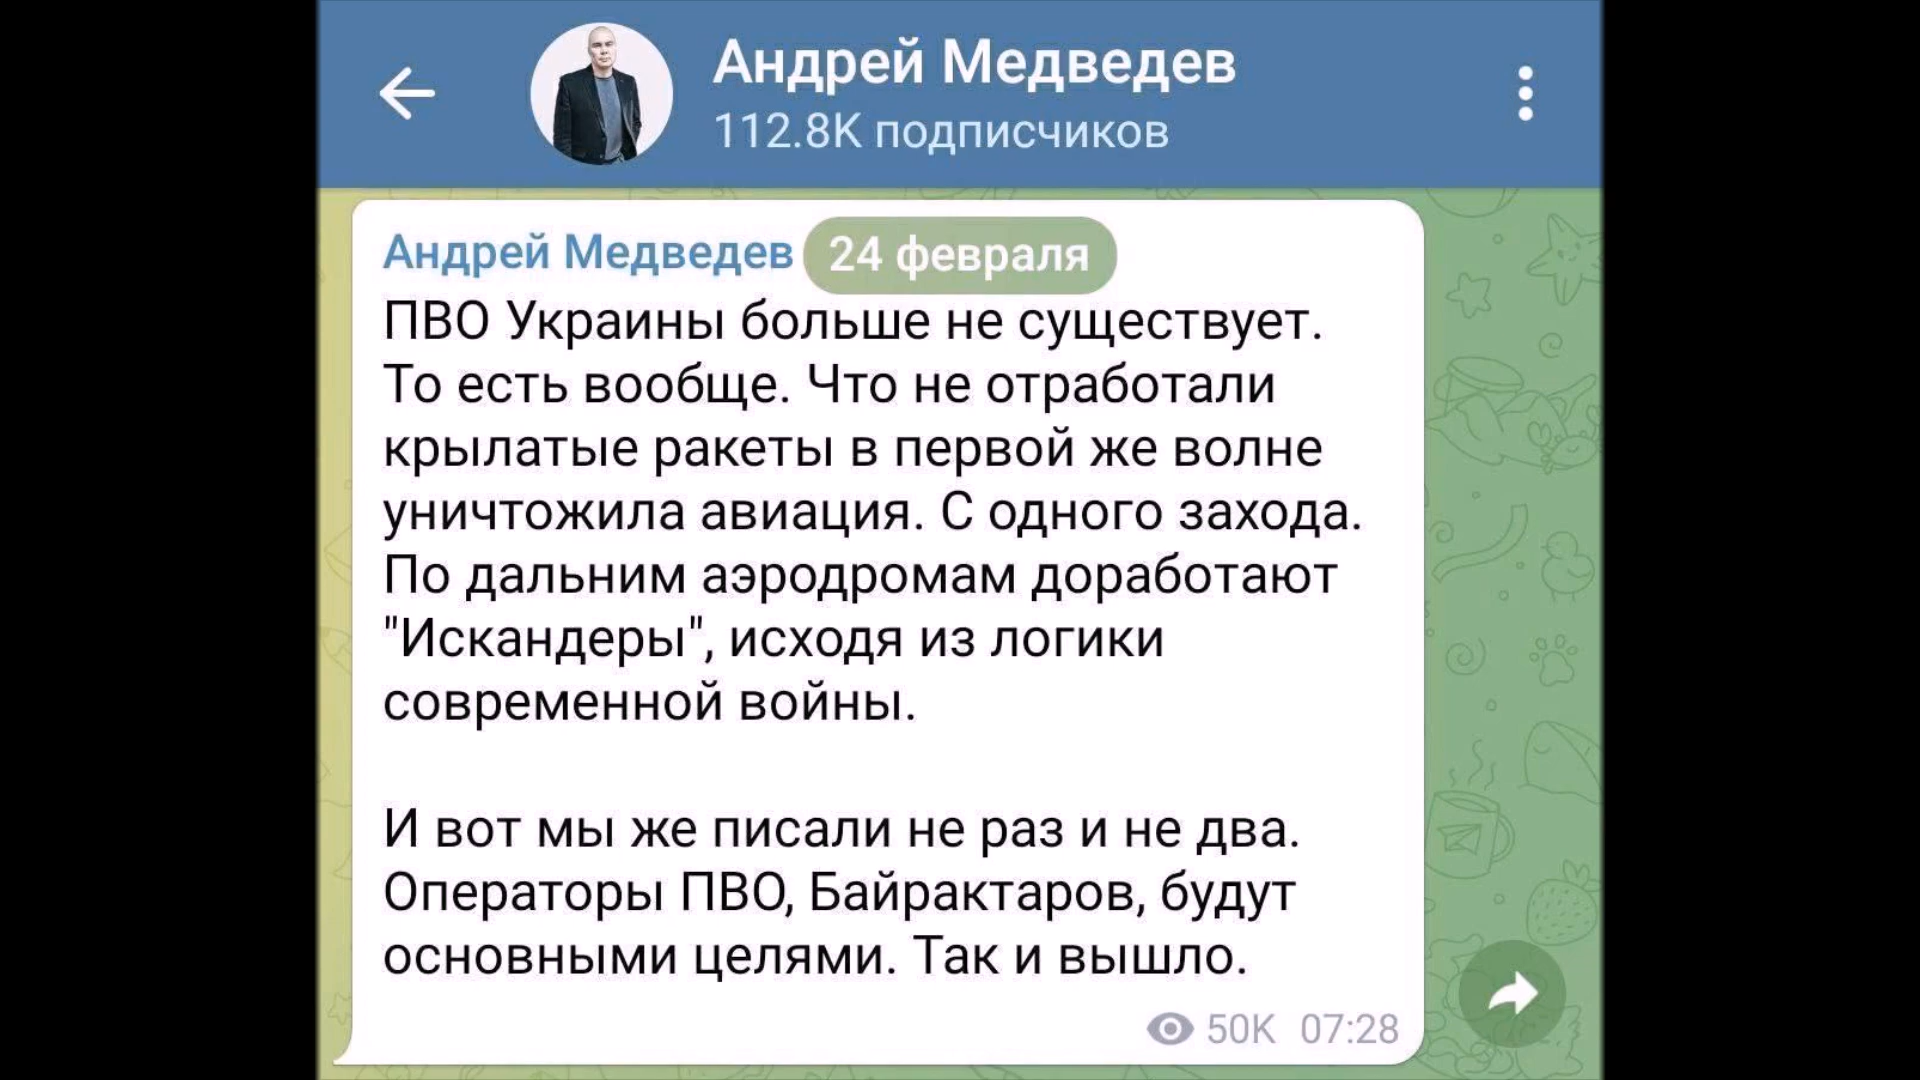 Андрей Медведев
112.8K подписчиков
Андрей Медведев 24 февраля
ПВО Украины больше не существует.
То есть вообще. Что не отработали
крылатые ракеты в первой же волне
уничтожила авиация. С одного захода.
По дальним аэродромам доработают
"Искандеры", исходя из логики
современной войны.
И вот мы же писали не раз и не два.
Операторы ПВО, Байрактаров, будут
основными целями. Так и вышло.
50K 07:28